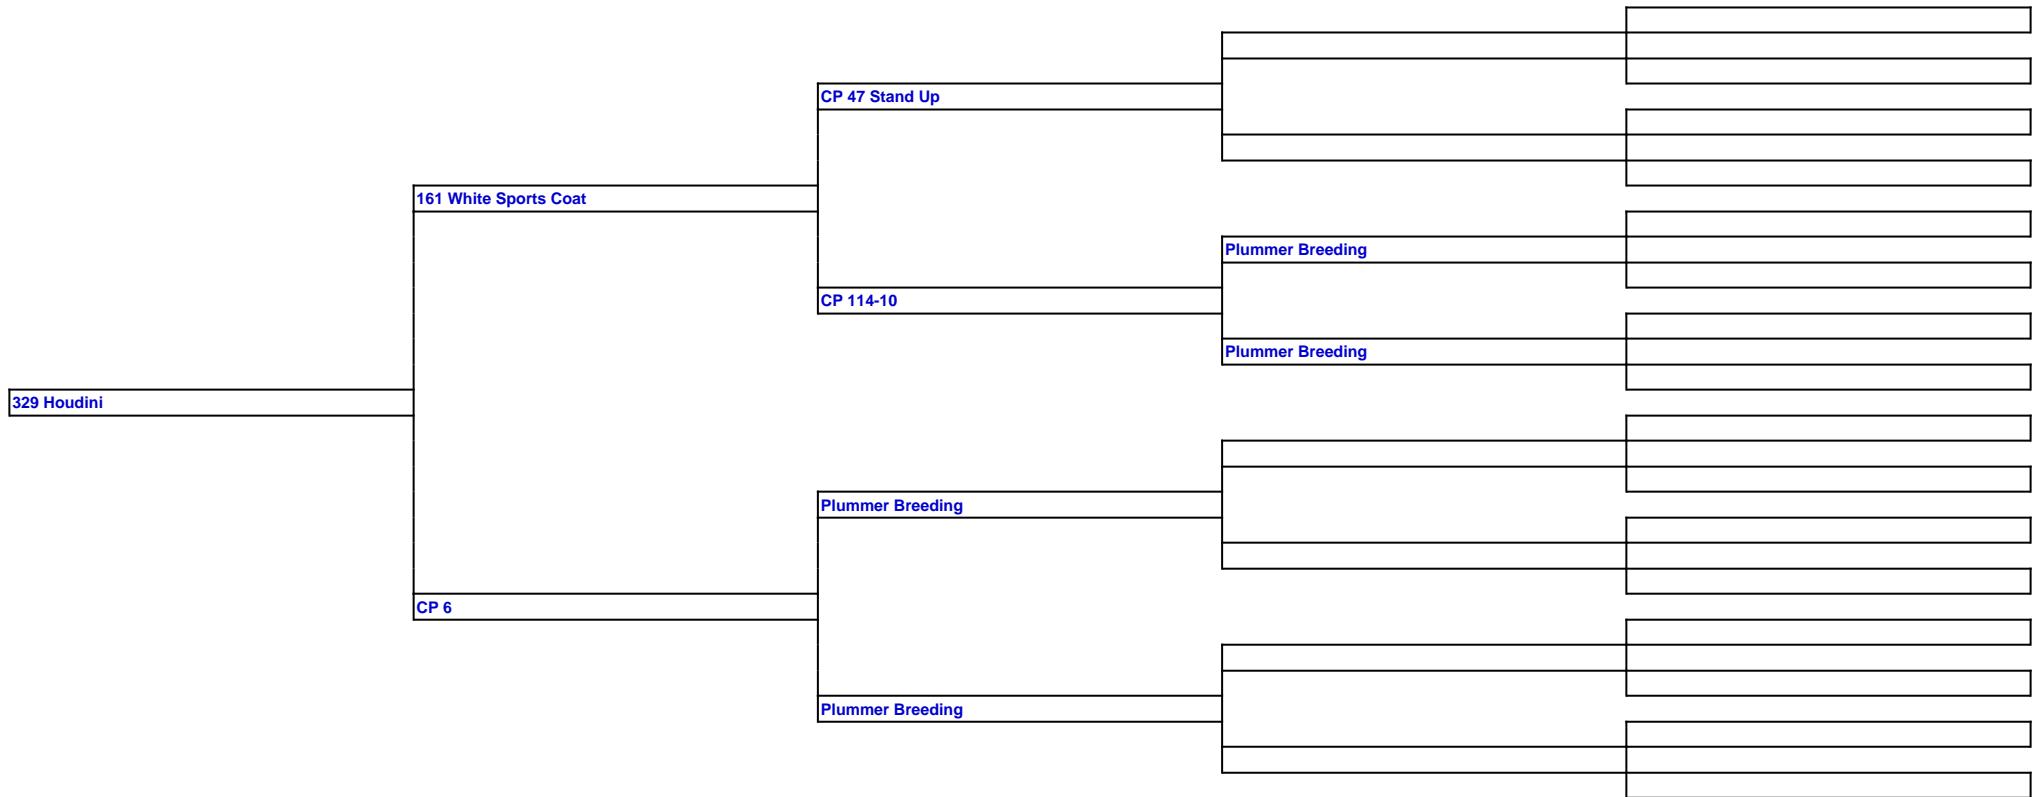 CP 47 Stand Up
161 White Sports Coat
Plummer Breeding
CP 114-10
Plummer Breeding
329 Houdini
Plummer Breeding
CP 6
Plummer Breeding